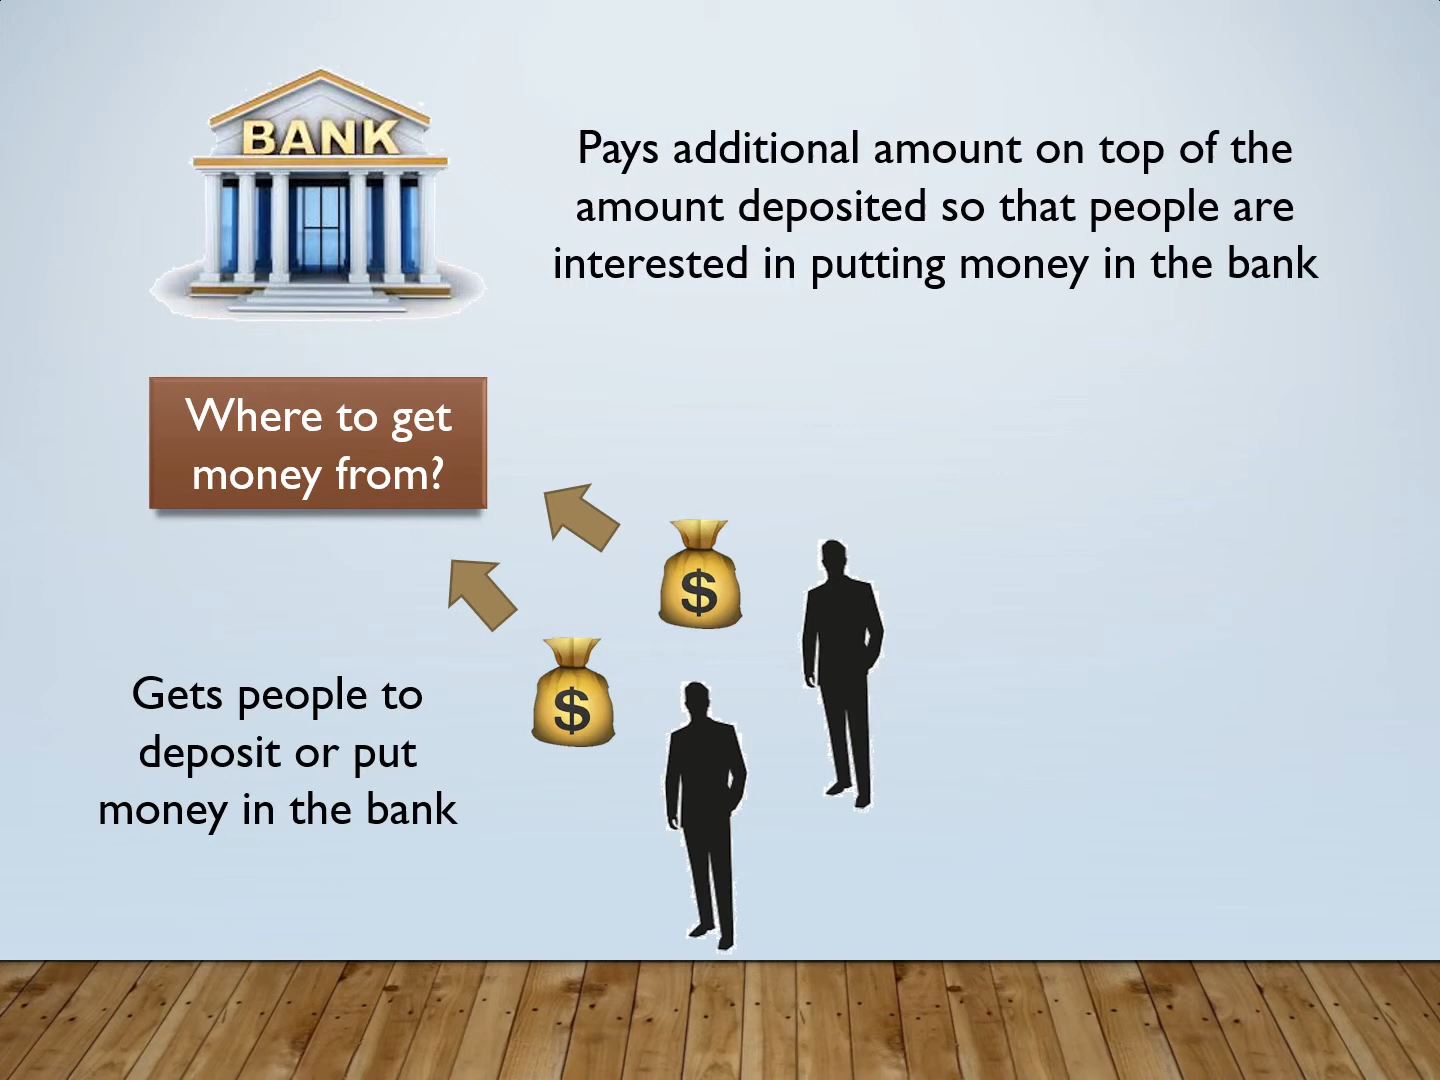 BANK
Pays additional amount on top of the
amount deposited so that people are
interested in putting money in the bank
Where to get
money from?
$
$
Gets people to
deposit or put
money in the bank